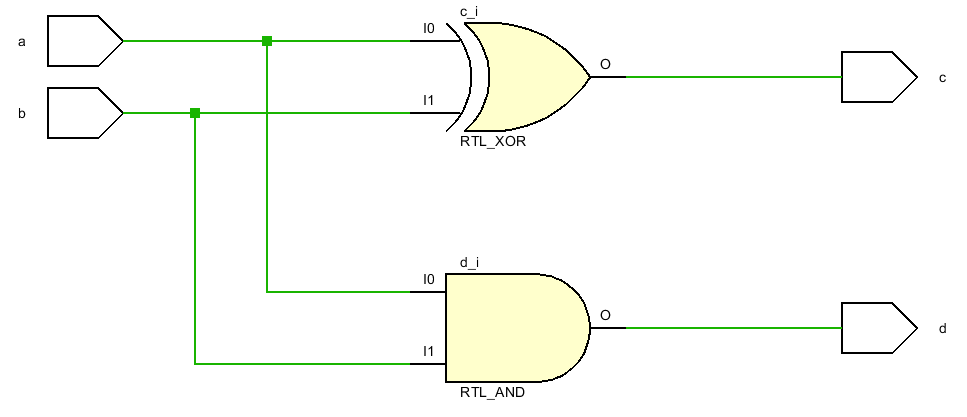 c_i
a
I0
O
c
b
I1
RTL_XOR
d_i
I0
O
d
I1
RTL_AND